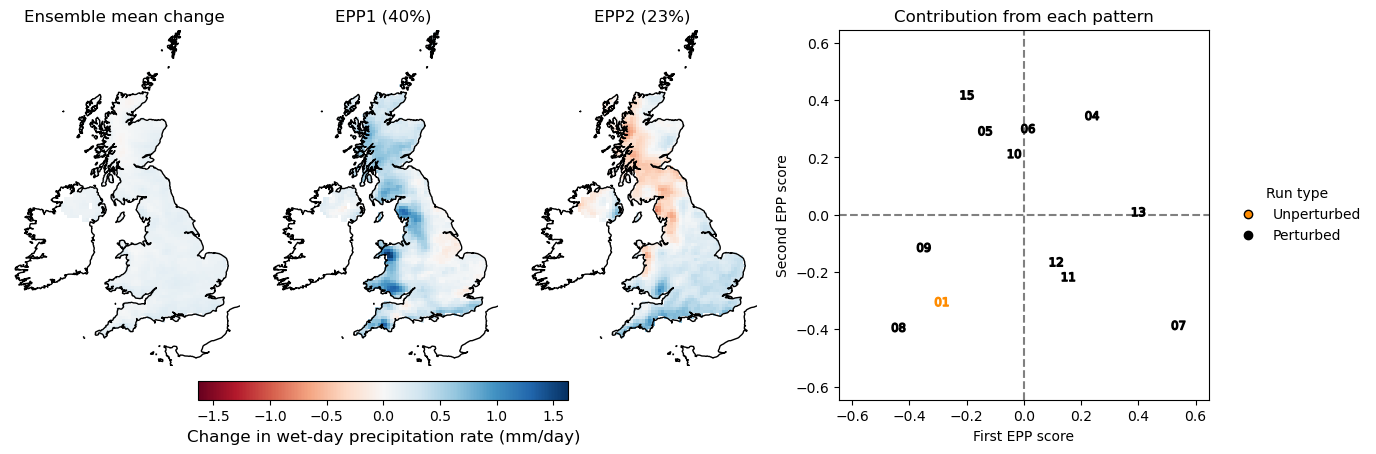 Ensemble mean change
EPP1 (40%)
EPP2 (23%)
Contribution from each pattern
−1.5 −1.0 −0.5 0.0 0.5 1.0 1.5
Change in wet-day precipitation rate (mm/day)
Second EPP score
0.6
0.4
0.2
0.0
−0.2
−0.4
−0.6
15
04
05
06
10
13
09
12
11
01
08
07
−0.6 −0.4 −0.2 0.0 0.2 0.4 0.6
First EPP score
Run type
Unperturbed
Perturbed